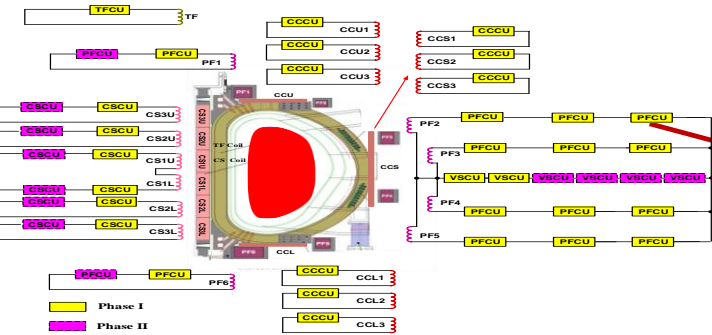 TFCU TF
PFCU PFCU PF1
CCCU CCU1
CCCU CCU2
CCCU CCU3
CCS1 CCCU
CCS2 CCCU
CCS3 CCCU
CSCU CSCU CS3U
CSCU CSCU CS2U
CSCU CSCU CS1U
CSCU CSCU CS1L
CSCU CSCU CS2L
CSCU CSCU CS3L
CCU
PF1
CS3U
CS2U
CS1U
CS1L
CS2L
CS3L
TF Coil
CS Coil
CCS
PF6
CCL
PF2 PFCU PFCU PFCU
PF3 PFCU PFCU PFCU
VSCU VSCU VSCU VSCU VSCU VSCU
PF4 PFCU PFCU PFCU
PF5 PFCU PFCU PFCU
PFCU PFCU PF6
CCCU CCL1
CCCU CCL2
CCCU CCL3
Phase I
Phase II